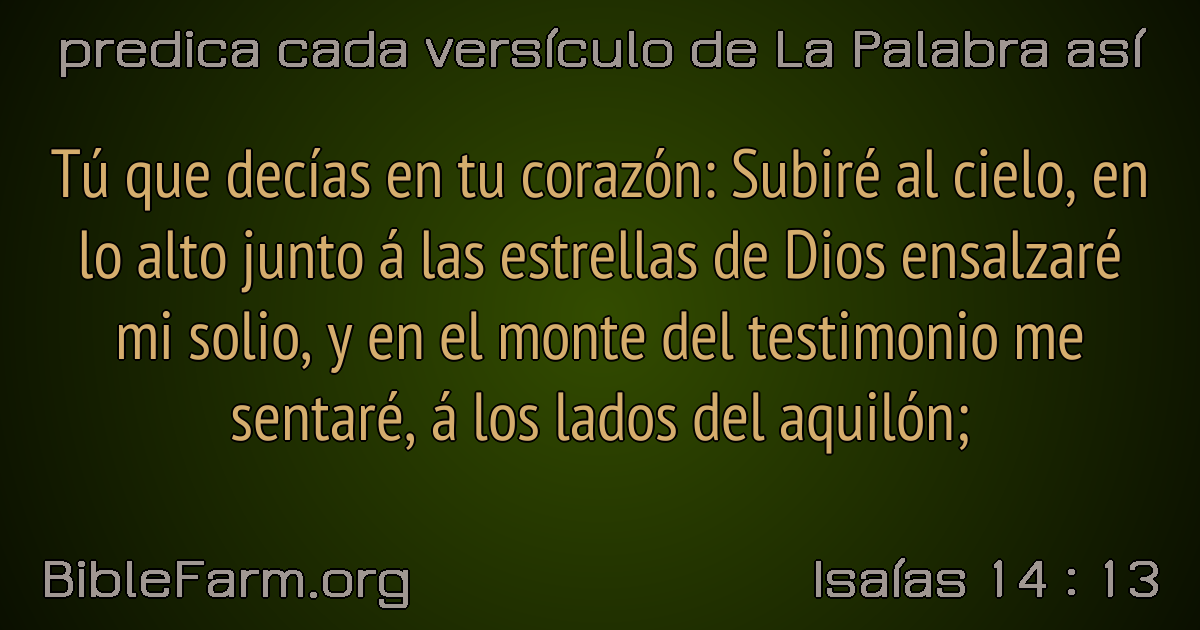 predica cada versículo de La Palabra así
Tú que decías en tu corazón: Subiré al cielo, en
lo alto junto á las estrellas de Dios ensalzaré
mi solio, y en el monte del testimonio me
sentaré, á los lados del aquilón;
BibleFarm.org
Isaías 14 : 13